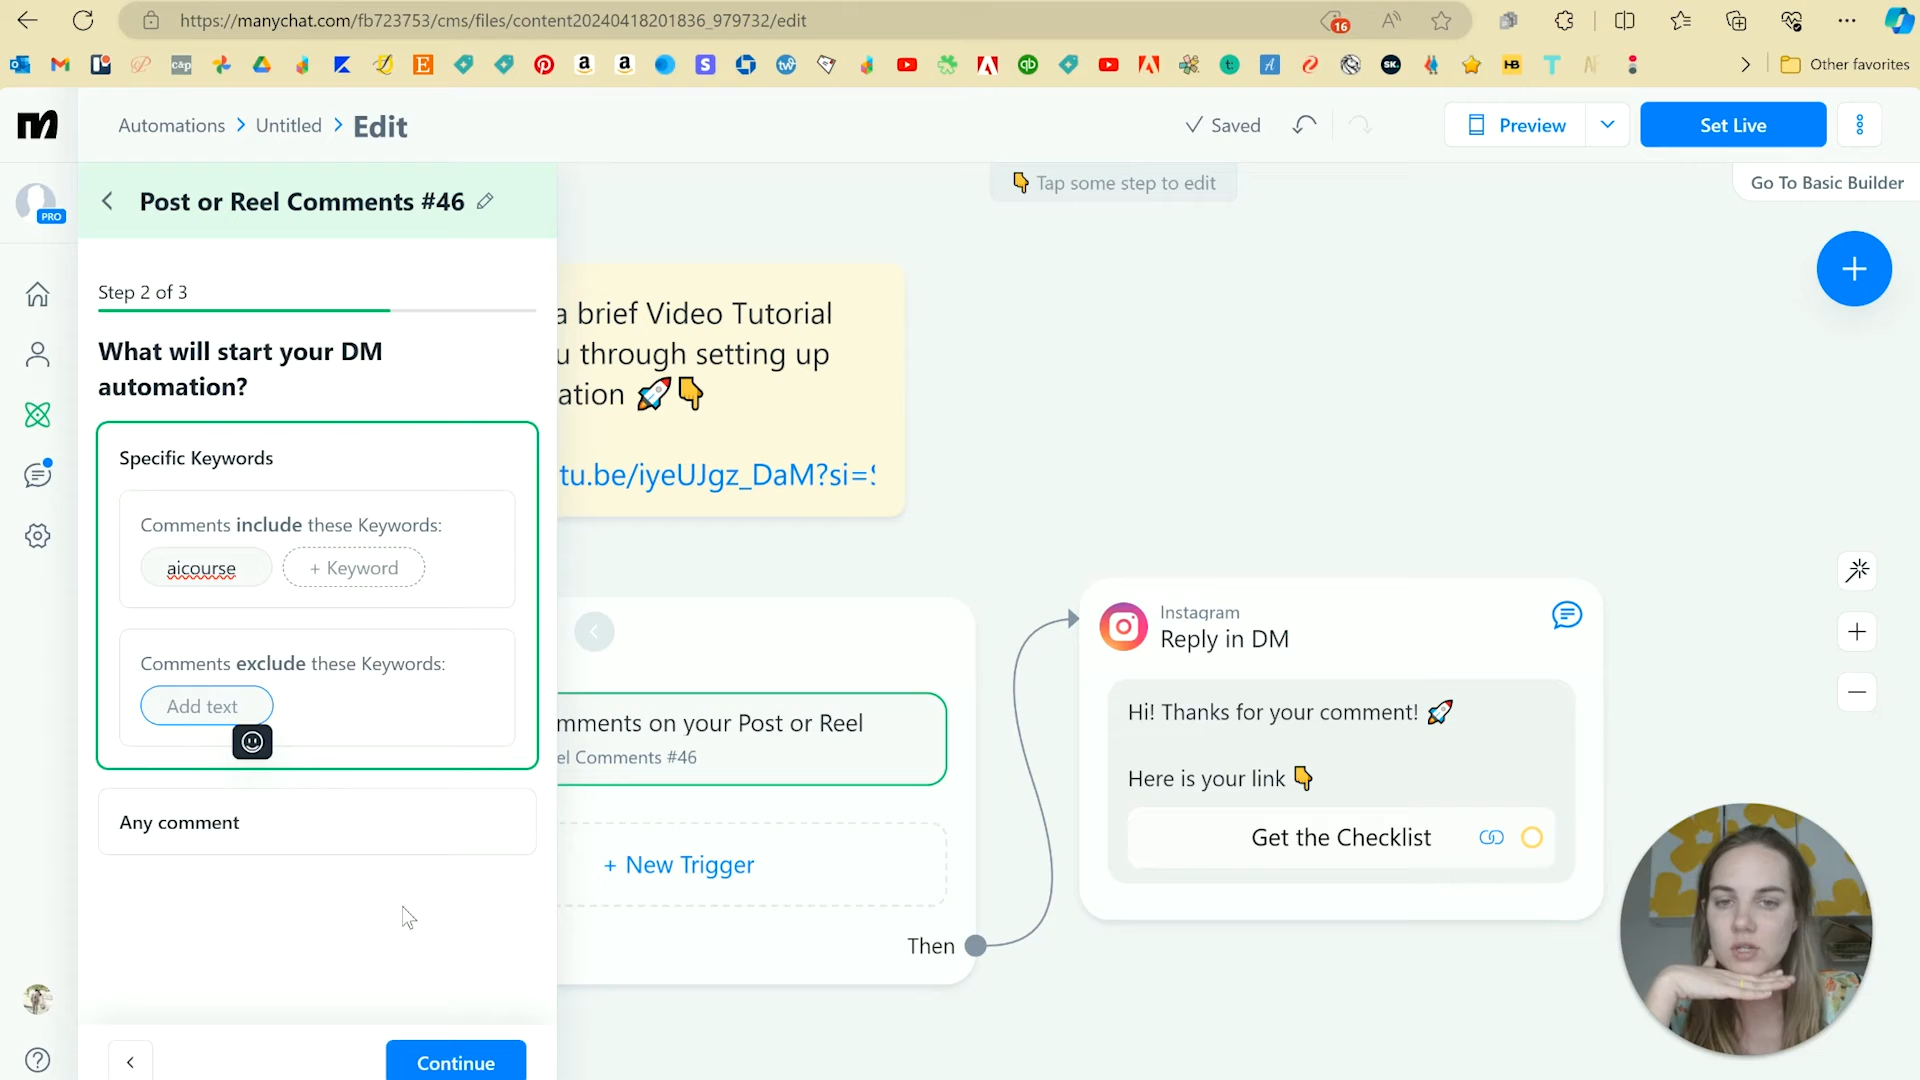 https://manychat.com/fb723753/cms/files/content20240418201836_979732/edit
16
Other favorites
Automations
Untitled
Edit
Saved
Preview
Set Live
PRO
Post or Reel Comments #46
👇 Tap some step to edit
Go To Basic Builder
Step 2 of 3
What will start your DM
automation?
Specific Keywords
Comments include these Keywords:
aicourse
+ Keyword
Comments exclude these Keywords:
Add text
Any comment
Continue
a brief Video Tutorial
u through setting up
ation 🚀👇
tu.be/iyeUJgz_DaM?si=
mments on your Post or Reel
el Comments #46
+ New Trigger
Then
Instagram
Reply in DM
Hi! Thanks for your comment! 🚀
Here is your link 👇
Get the Checklist